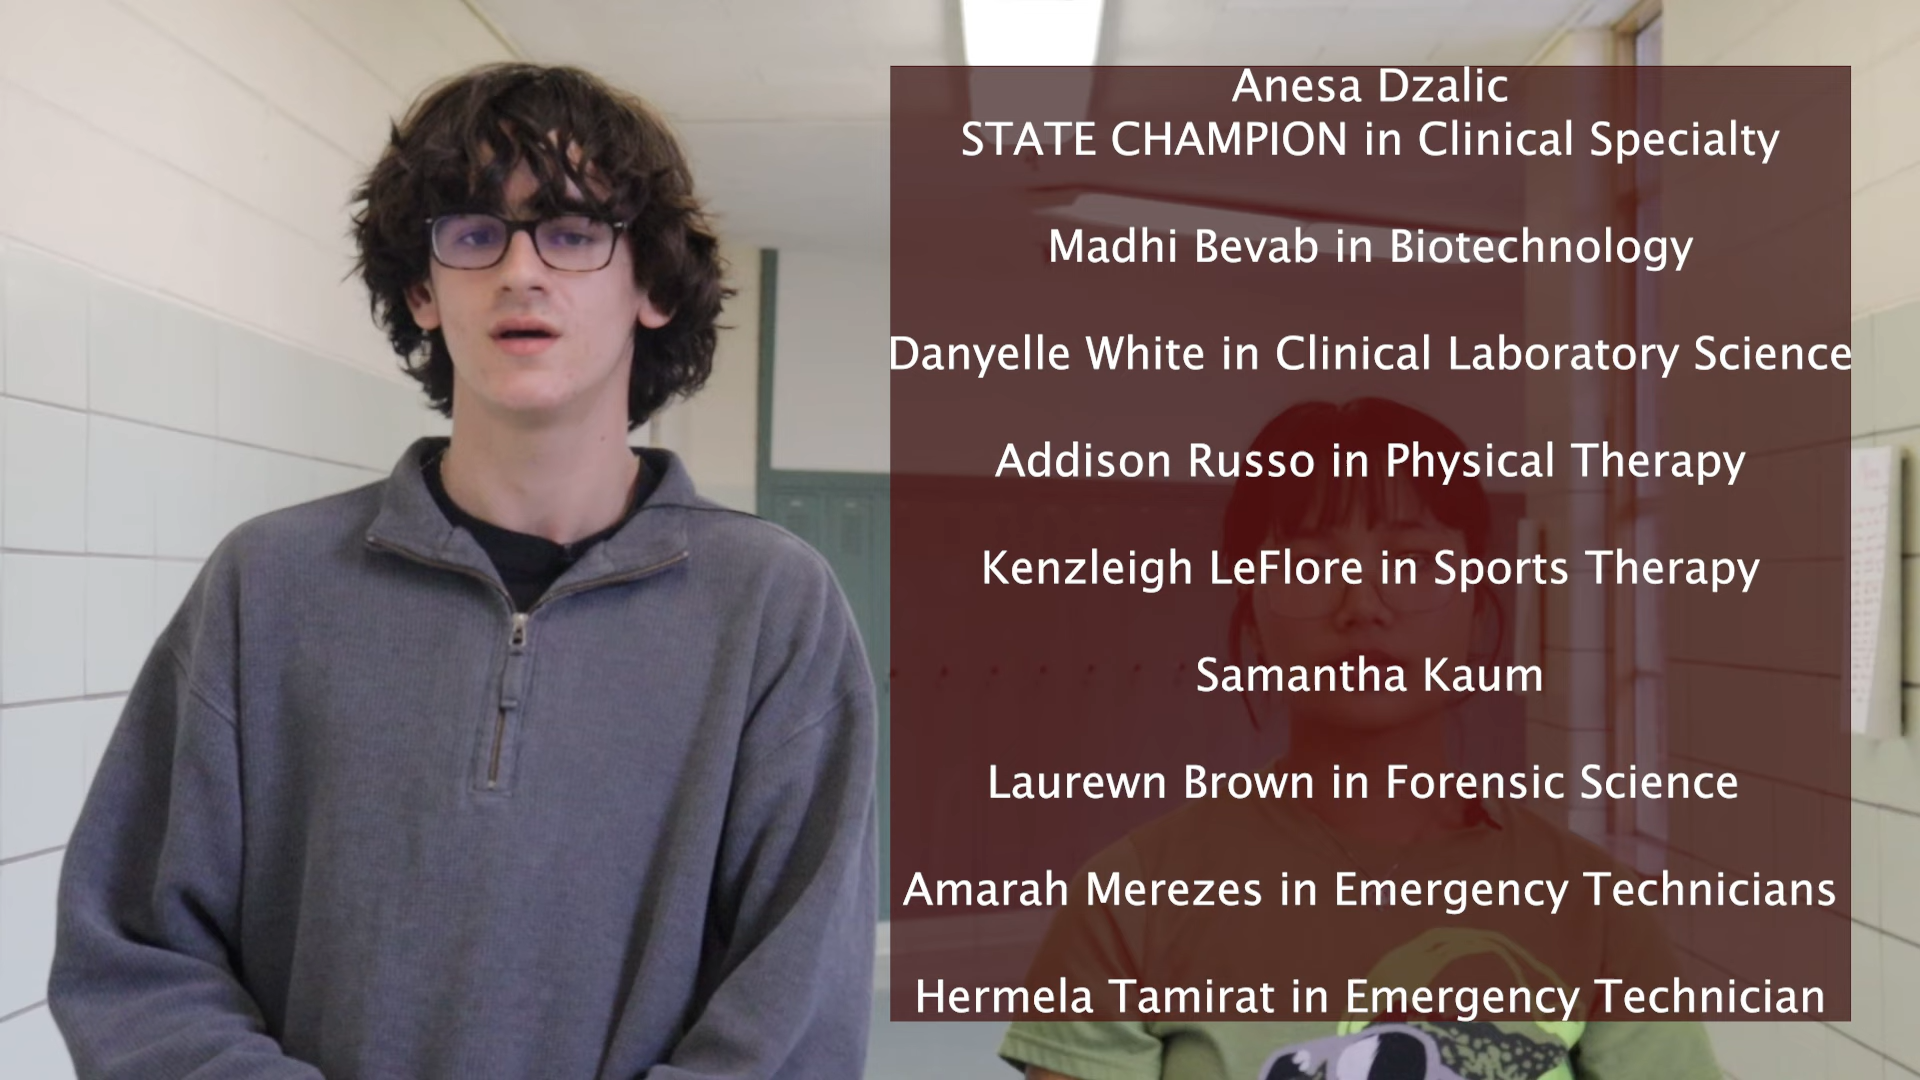 Anesa Dzalic
STATE CHAMPION in Clinical Specialty
Madhi Bevab in Biotechnology
Danyelle White in Clinical Laboratory Science
Addison Russo in Physical Therapy
Kenzleigh LeFlore in Sports Therapy
Samantha Kaum
Laurewn Brown in Forensic Science
Amarah Merezes in Emergency Technicians
Hermela Tamirat in Emergency Technician